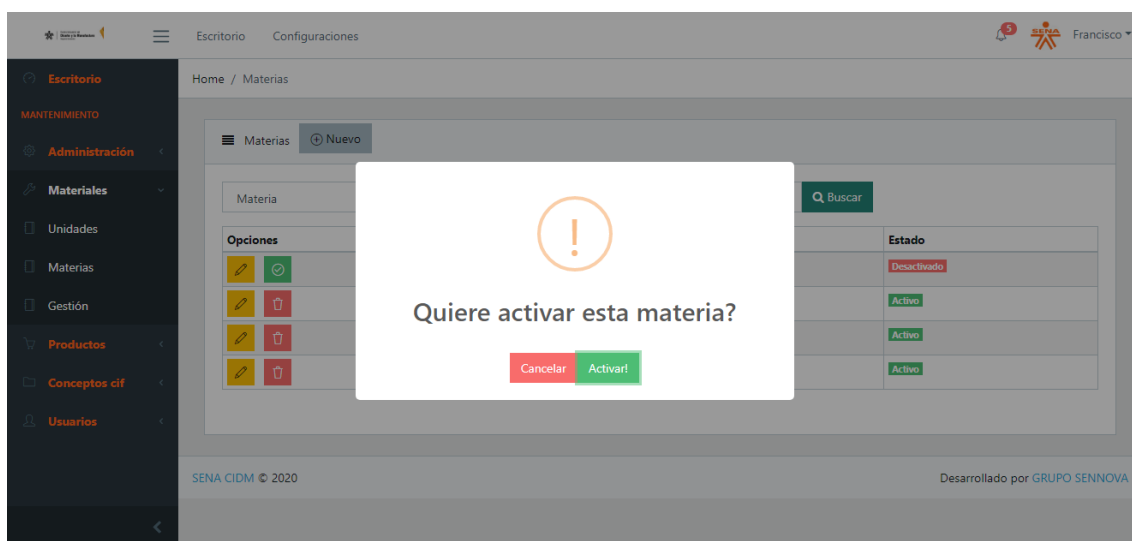 Escritorio Configuraciones 5 SENA Francisco
Escritorio
Home / Materias
MANTENIMIENTO
Materias Nuevo
Administración
Materiales
Materia Buscar
Unidades
Opciones Estado
Materias
Desactivado
Gestión
Activo
Productos
Activo
Conceptos cif
Activo
Usuarios
!
Quiere activar esta materia?
Cancelar Activar!
SENA CIDM © 2020 Desarrollado por GRUPO SENNOVA